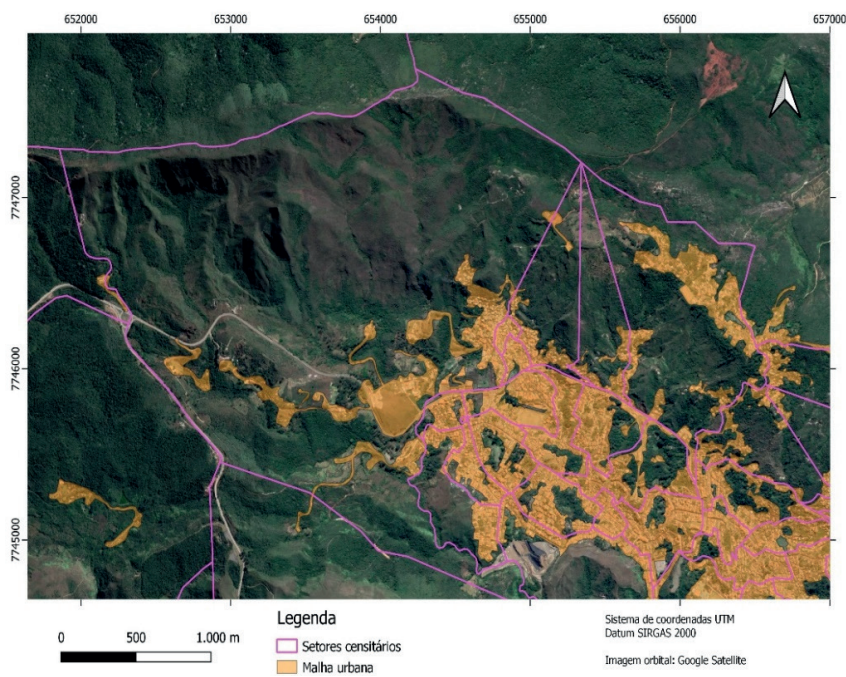 652000 653000 654000 655000 656000 657000
7747000
7746000
7745000
0 500 1.000 m
Legenda
Setores censitários
Malha urbana
Sistema de coordenadas UTM
Datum SIRGAS 2000
Imagem orbital: Google Satellite